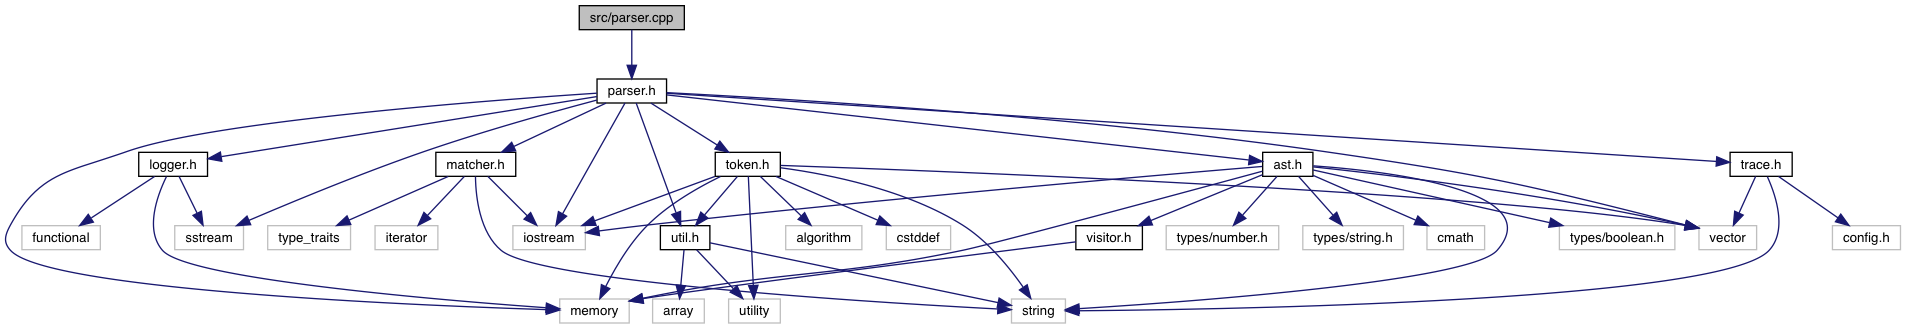 src/parser.cpp
parser.h
logger.h
matcher.h
token.h
ast.h
trace.h
functional
sstream
type_traits
iterator
iostream
util.h
algorithm
cstddef
visitor.h
types/number.h
types/string.h
cmath
types/boolean.h
vector
config.h
memory
array
utility
string